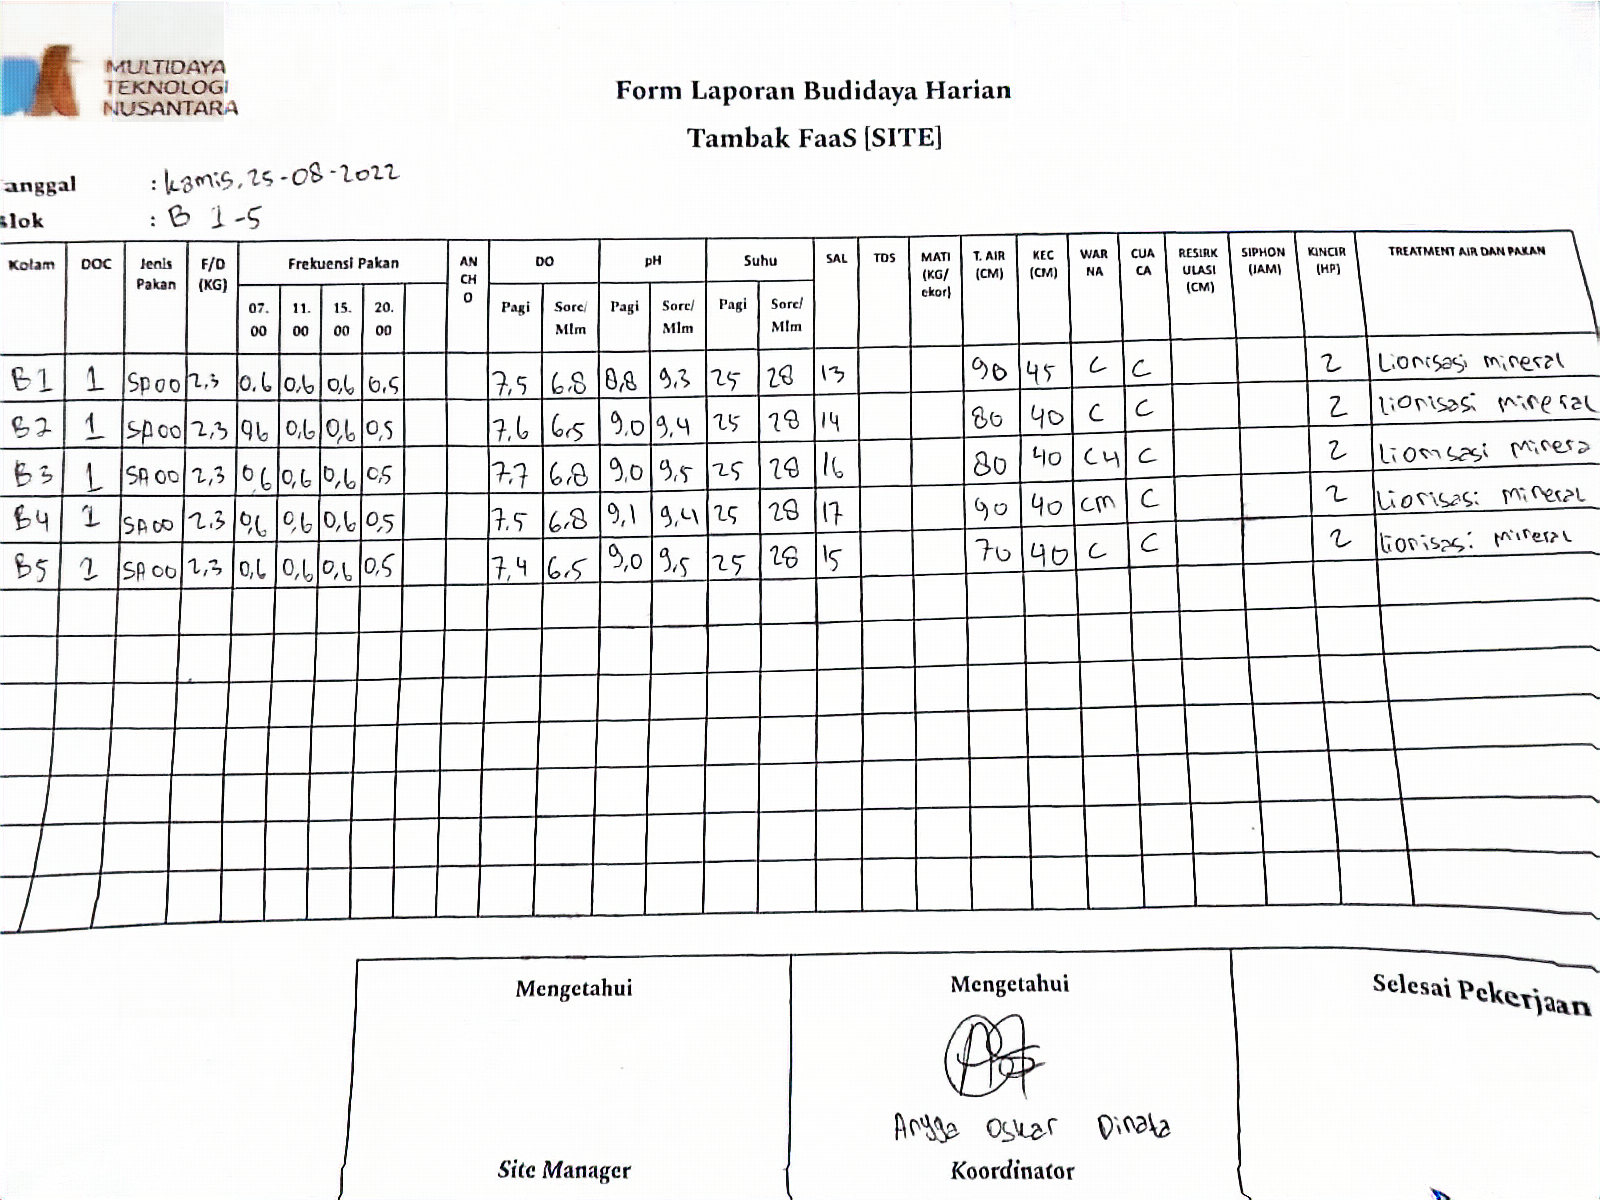 MULTIDAYA
TEKNOLOGI
NUSANTARA
Form Laporan Budidaya Harian
Tambak FaaS [SITE]
anggal : Kamis, 25-08-2022
lok : B 1-5
Kolam DOC Jenis Pakan F/D (KG) Frekuensi Pakan 07.00 11.00 15.00 20.00 ANCHO DO Pagi Sore/Mlm pH Pagi Sore/Mlm Suhu Pagi Sore/Mlm SAL TDS MATI (KG/ekor) T. AIR (CM) KEC (CM) WARNA CUACA RESIRKULASI (CM) SIPHON (JAM) KINCIR (HP) TREATMENT AIR DAN PAKAN
B1 1 SA00 2,3 0,6 0,6 0,6 0,5 7,5 6,8 8,8 9,3 25 28 13 90 45 C C 2 Lionisasi mineral
B2 1 SA00 2,3 0,6 0,6 0,6 0,5 7,6 6,5 9,0 9,4 25 28 14 80 40 C C 2 lionisasi mineral
B3 1 SA00 2,3 0,6 0,6 0,6 0,5 7,7 6,8 9,0 9,5 25 28 16 80 40 CH C 2 Lionisasi minera
B4 1 SA00 2,3 0,6 0,6 0,6 0,5 7,5 6,8 9,1 9,4 25 28 17 90 40 cm C 2 Lionisasi mineral
B5 1 SA00 2,3 0,6 0,6 0,6 0,5 7,4 6,5 9,0 9,5 25 28 15 70 40 C C 2 lionisasi mineral
Mengetahui Mengetahui Selesai Pekerjaan
Angga Oskar Dinata
Site Manager Koordinator